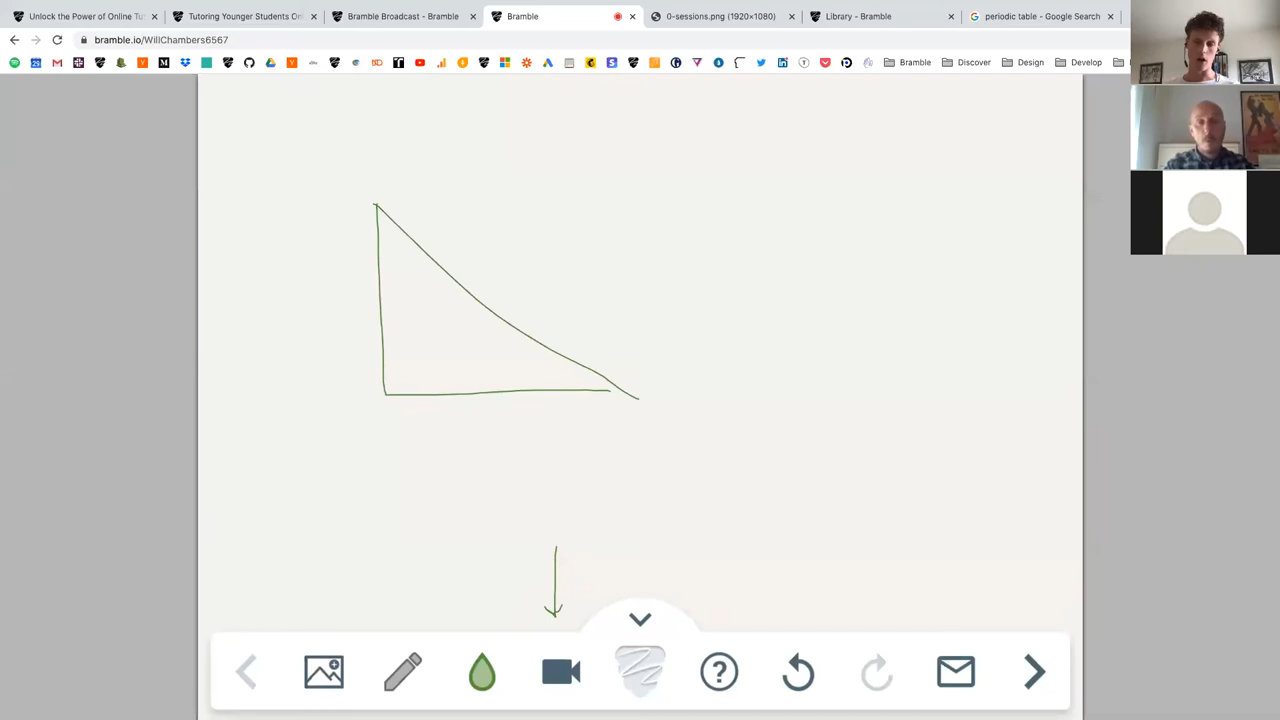 Unlock the Power of Online Tu
Tutoring Younger Students Onl
Bramble Broadcast - Bramble
Bramble
0-sessions.png (1920×1080)
Library - Bramble
periodic table - Google Search
bramble.io/WillChambers6567
Bramble
Discover
Design
Develop